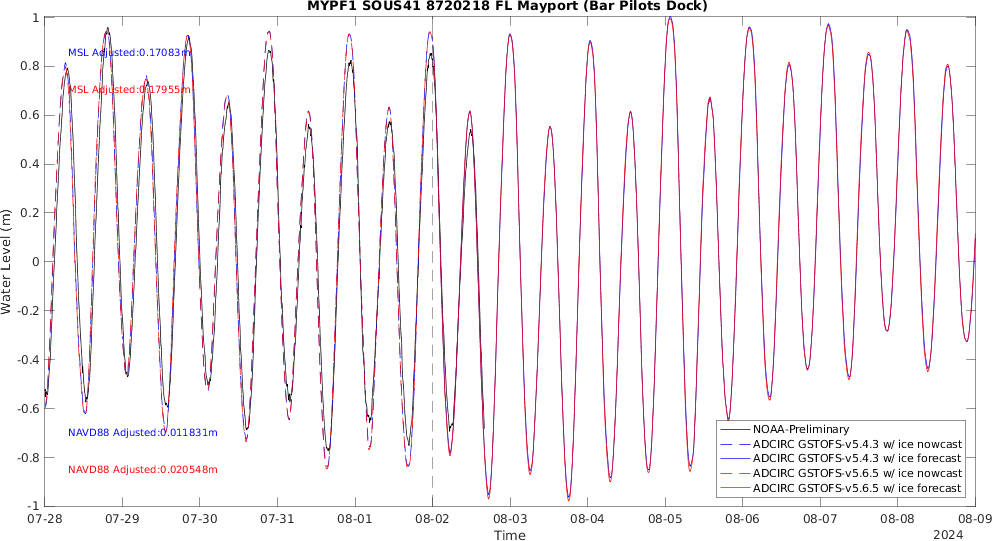 MYPF1 SOUS41 8720218 FL Mayport (Bar Pilots Dock)
1
0.8
0.6
0.4
0.2
0
-0.2
-0.4
-0.6
-0.8
-1
Water Level (m)
MSL Adjusted:0.17083m
MSL Adjusted:0.17955m
NAVD88 Adjusted:0.011831m
NAVD88 Adjusted:0.020548m
NOAA-Preliminary
ADCIRC GSTOFS-v5.4.3 w/ ice nowcast
ADCIRC GSTOFS-v5.4.3 w/ ice forecast
ADCIRC GSTOFS-v5.6.5 w/ ice nowcast
ADCIRC GSTOFS-v5.6.5 w/ ice forecast
07-28 07-29 07-30 07-31 08-01 08-02 08-03 08-04 08-05 08-06 08-07 08-08 08-09
Time
2024